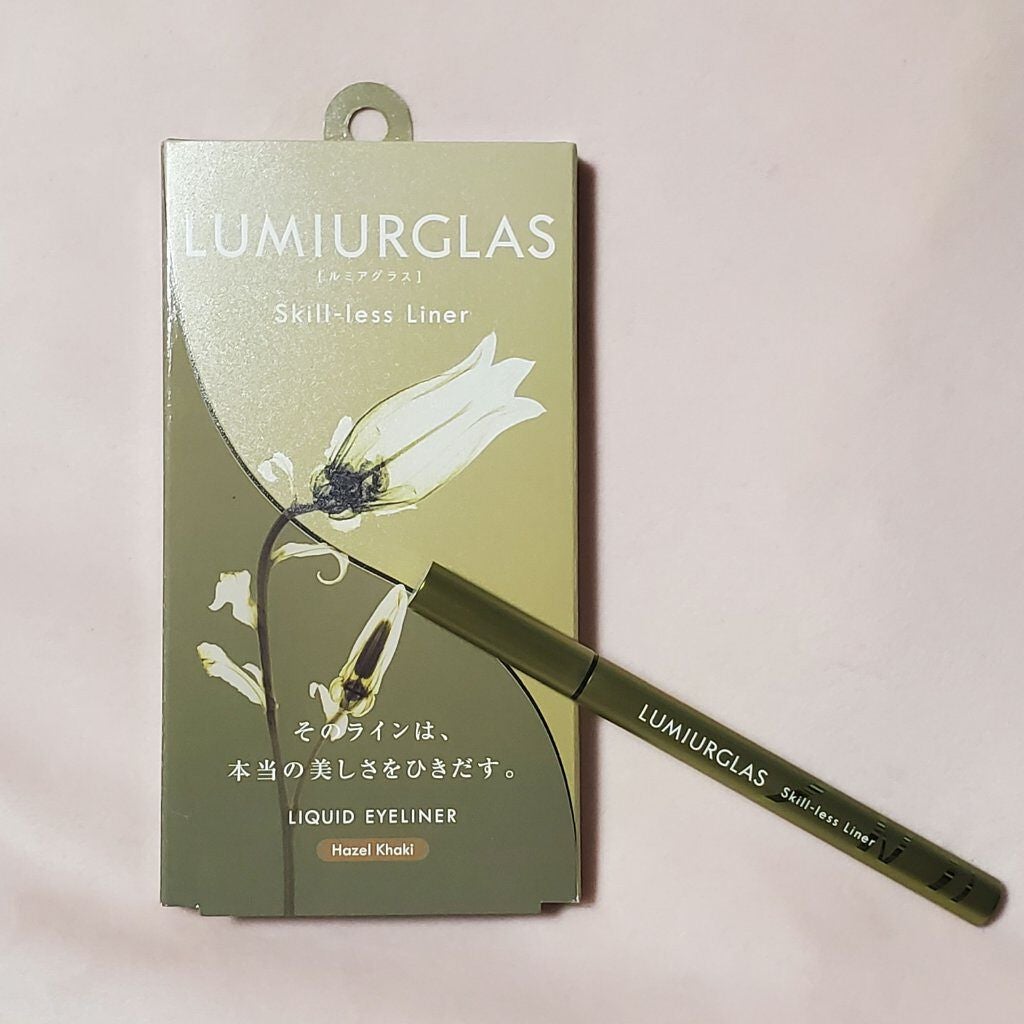 LUMIURGLAS
[ルミアグラス]
Skill-less Liner
そのラインは、
本当の美しさをひきだす。
LIQUID EYELINER
Hazel Khaki
LUMIURGLAS Skill-less Liner